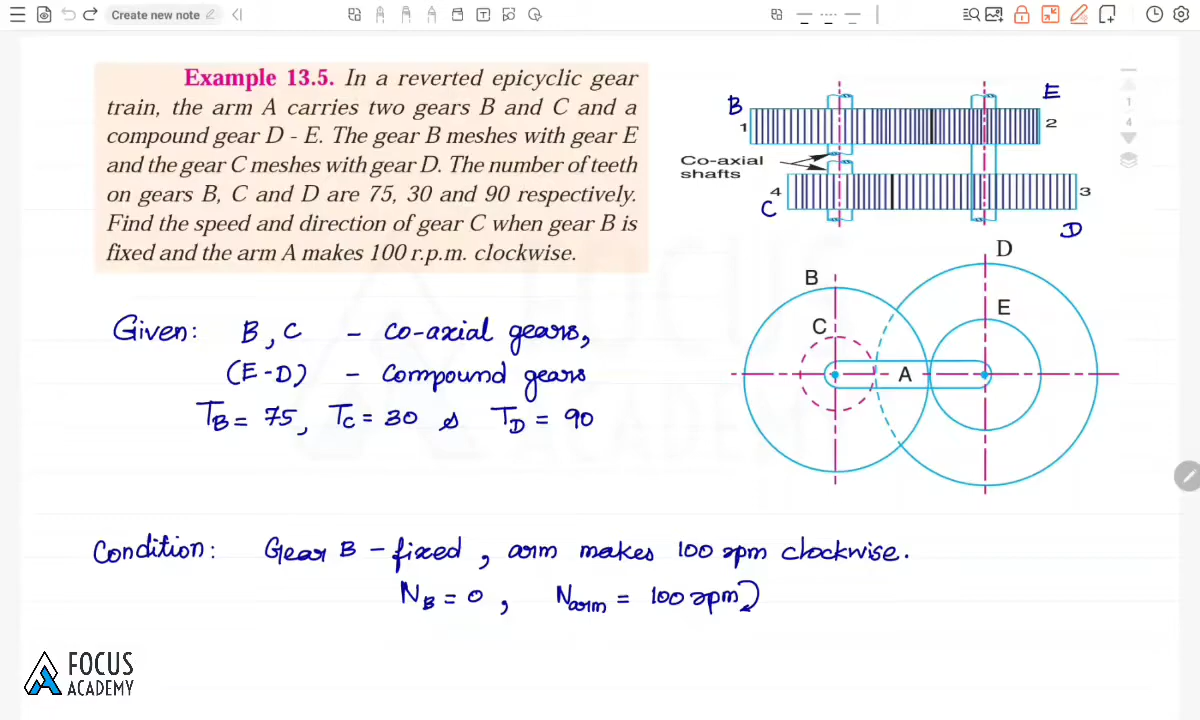 Create new note
Example 13.5. In a reverted epicyclic gear
train, the arm A carries two gears B and C and a
compound gear D - E. The gear B meshes with gear E
and the gear C meshes with gear D. The number of teeth
on gears B, C and D are 75, 30 and 90 respectively.
Find the speed and direction of gear C when gear B is
fixed and the arm A makes 100 r.p.m. clockwise.
B
E
1
2
Co-axial
shafts
4
3
C
D
D
B
E
C
A
1
4
Given: B, C - co-axial gears,
(E-D) - compound gears
TB = 75, TC = 30 & TD = 90
Condition: Gear B - fixed, arm makes 100 rpm clockwise.
NB = 0, Narm = 100 rpm
FOCUS
ACADEMY
FOCUS
ACADEMY